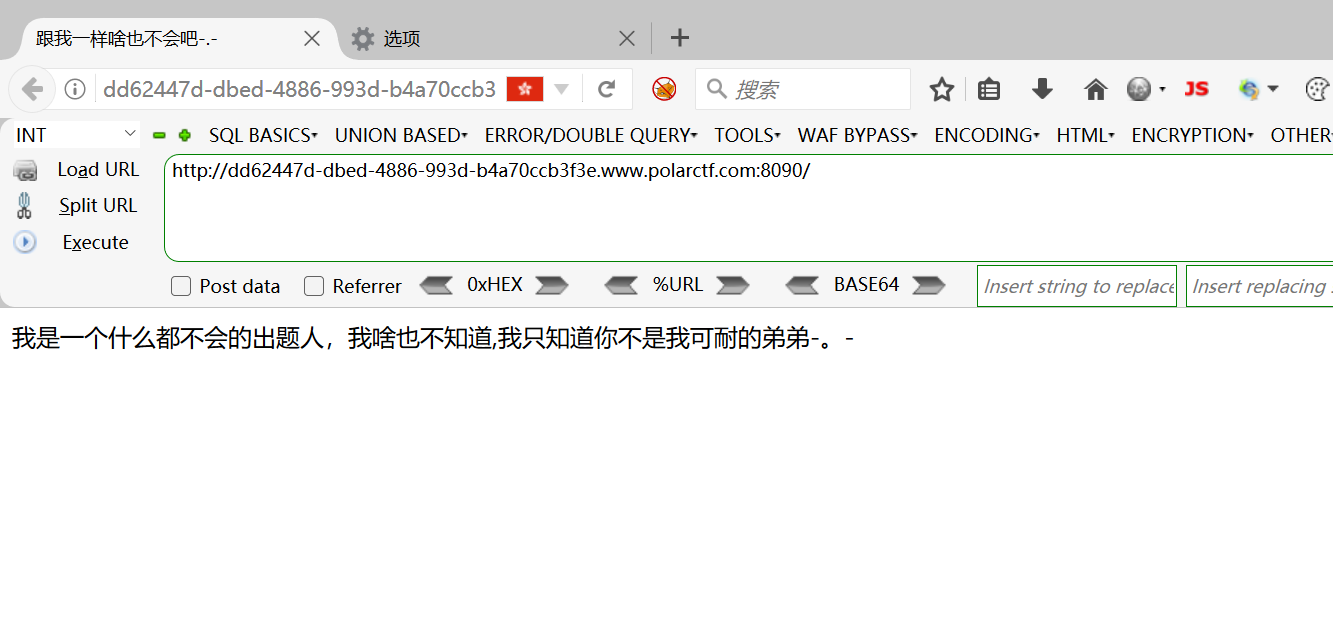 跟我一样啥也不会吧-.-
选项
dd62447d-dbed-4886-993d-b4a70ccb3
搜索
JS
INT
SQL BASICS
UNION BASED
ERROR/DOUBLE QUERY
TOOLS
WAF BYPASS
ENCODING
HTML
ENCRYPTION
OTHER
Load URL
http://dd62447d-dbed-4886-993d-b4a70ccb3f3e.www.polarctf.com:8090/
Split URL
Execute
Post data
Referrer
0xHEX
%URL
BASE64
Insert string to replace
Insert replacing
我是一个什么都不会的出题人，我啥也不知道,我只知道你不是我可耐的弟弟-。-